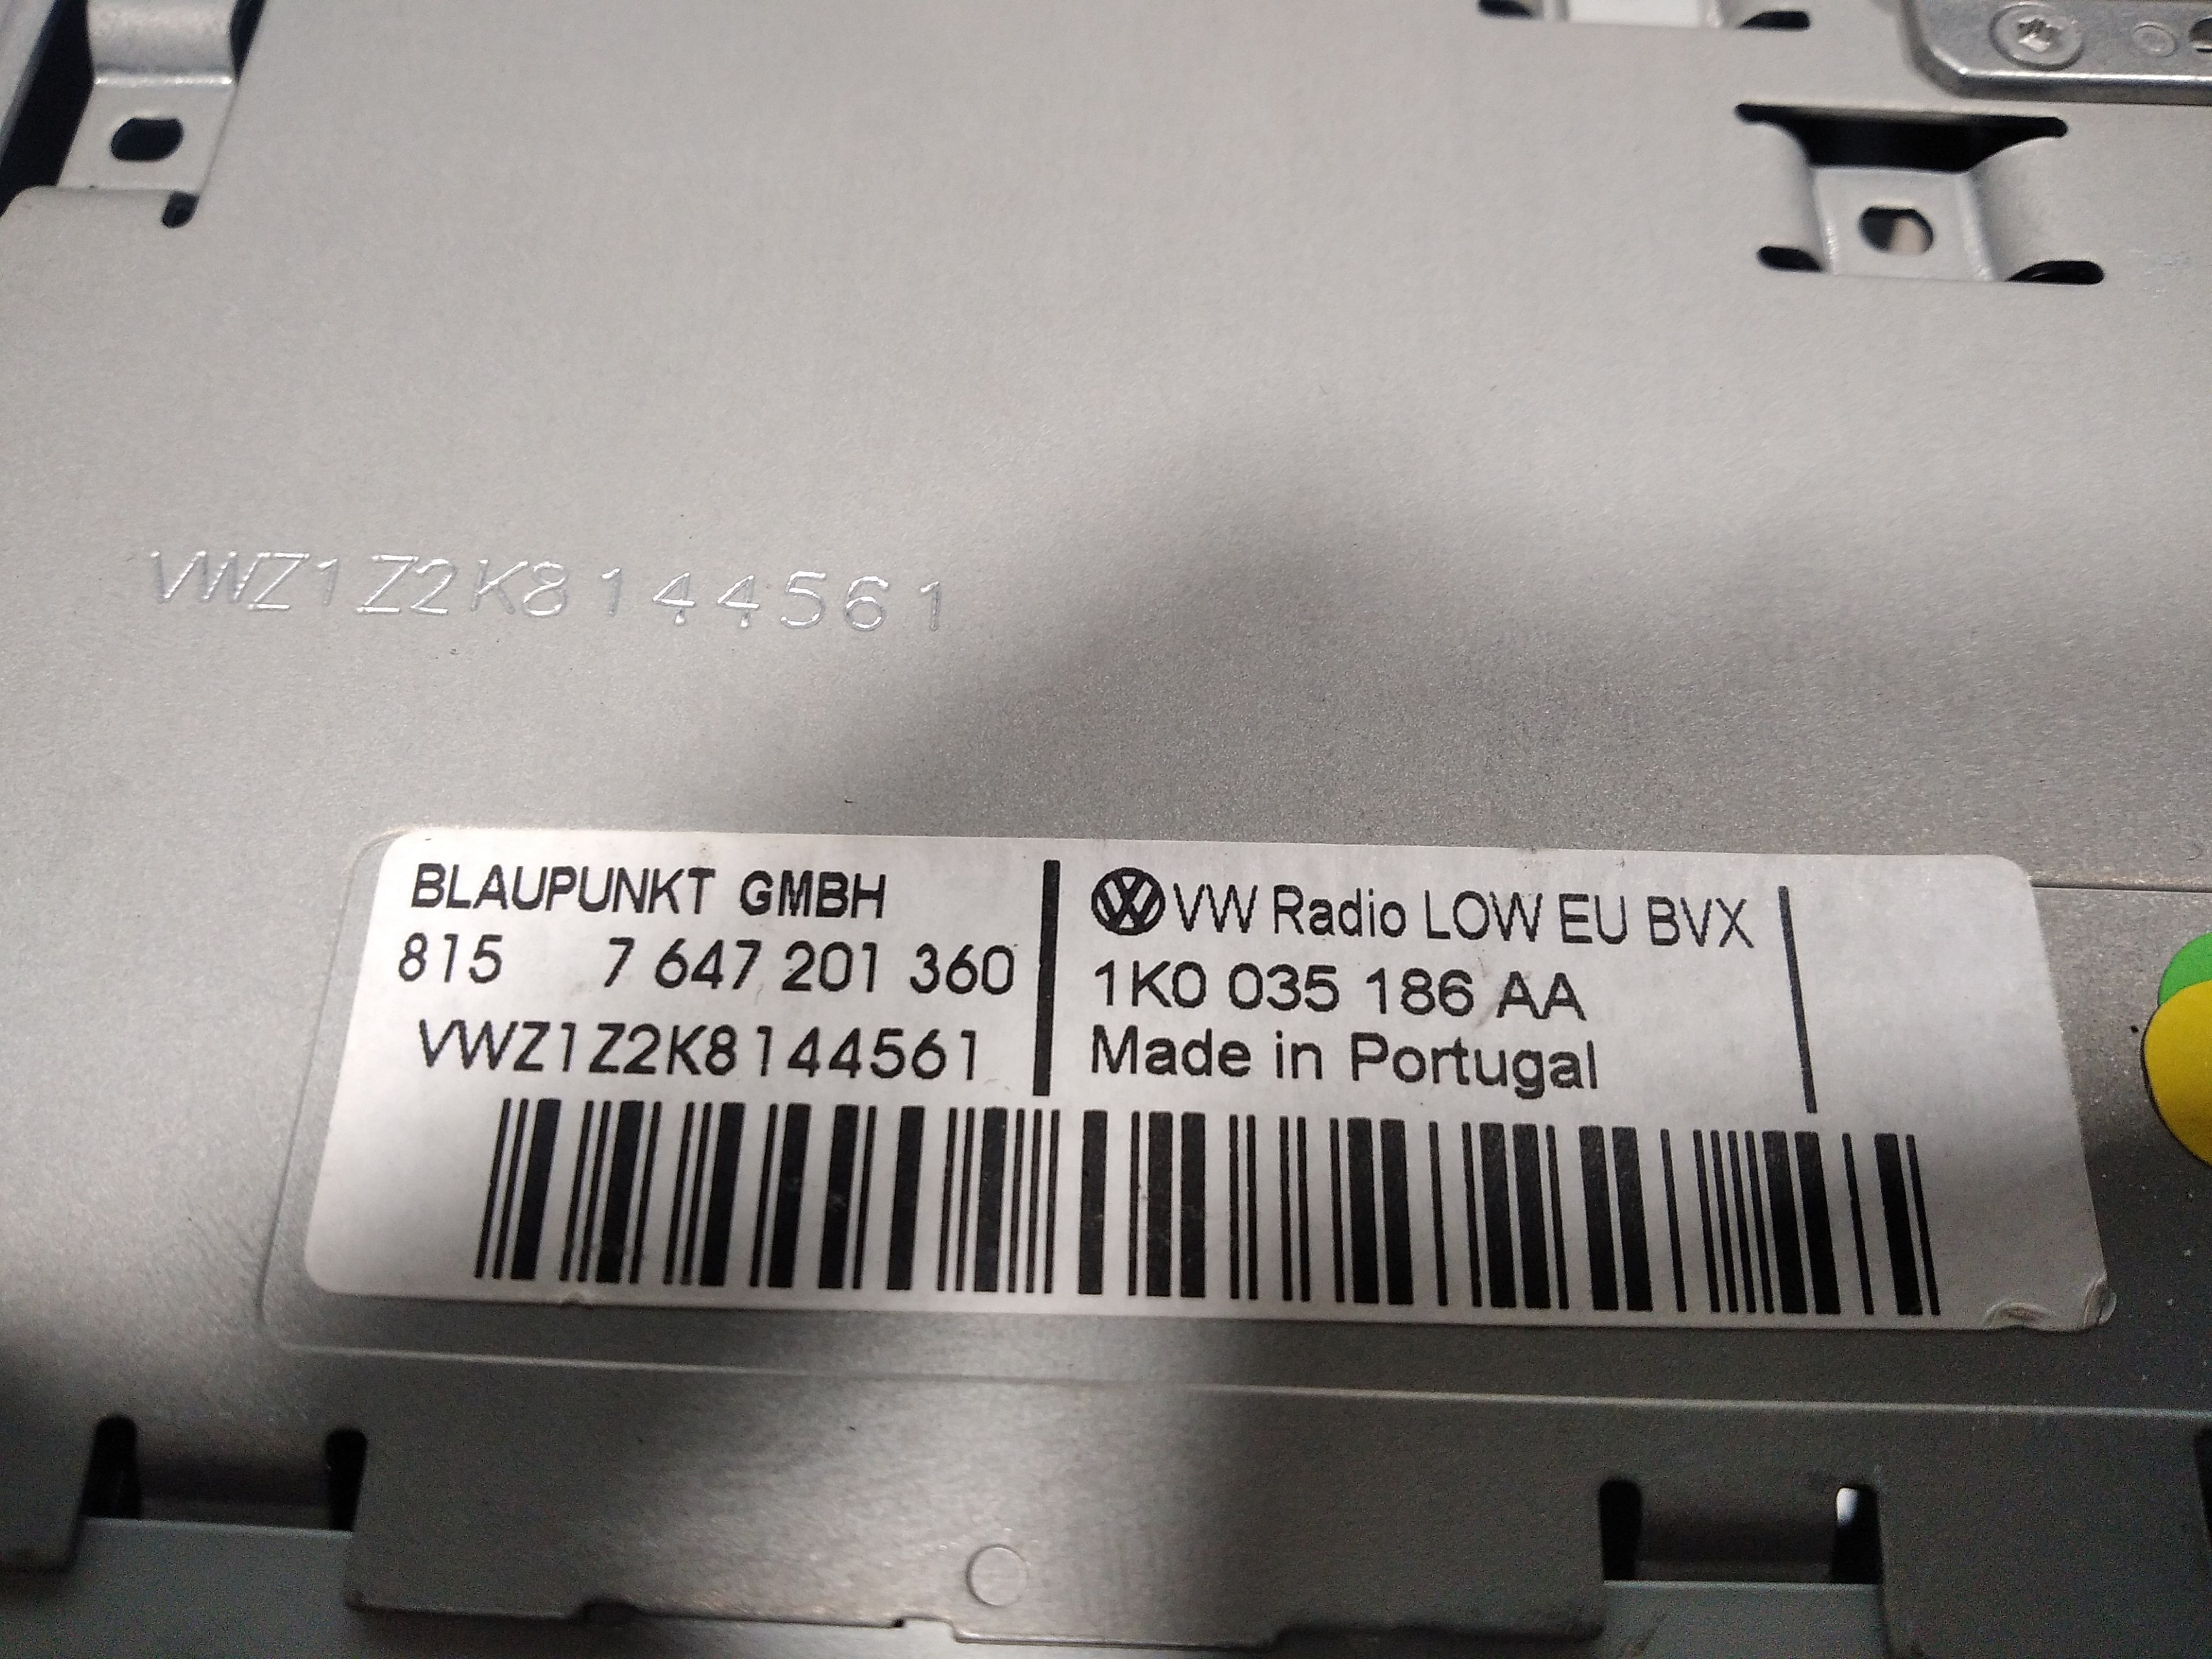 VWZ1Z2K8144561
BLAUPUNKT GMBH
815 7 647 201 360
VWZ1Z2K8144561
VW Radio LOW EU BVX
1K0 035 186 AA
Made in Portugal